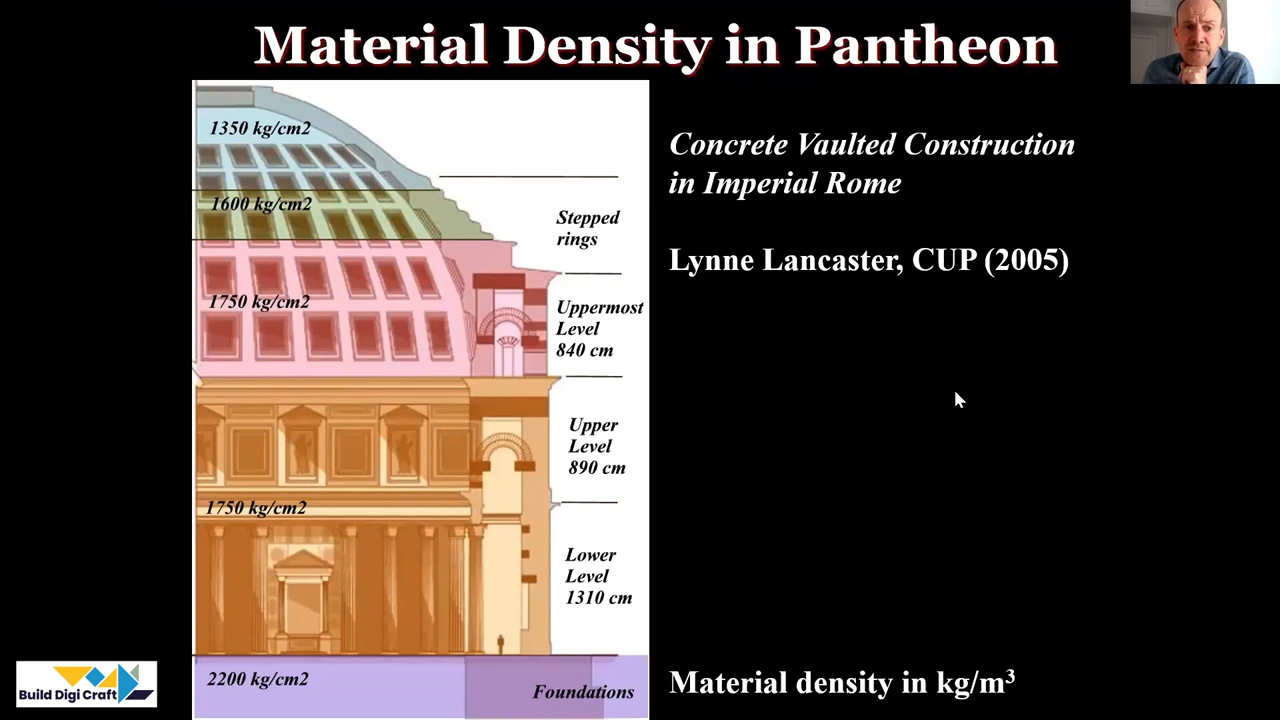 Material Density in Pantheon
1350 kg/cm2
1600 kg/cm2
1750 kg/cm2
1750 kg/cm2
2200 kg/cm2
Stepped
rings
Uppermost
Level
840 cm
Upper
Level
890 cm
Lower
Level
1310 cm
Foundations
Concrete Vaulted Construction
in Imperial Rome
Lynne Lancaster, CUP (2005)
Material density in kg/m³
Build Digi Craft